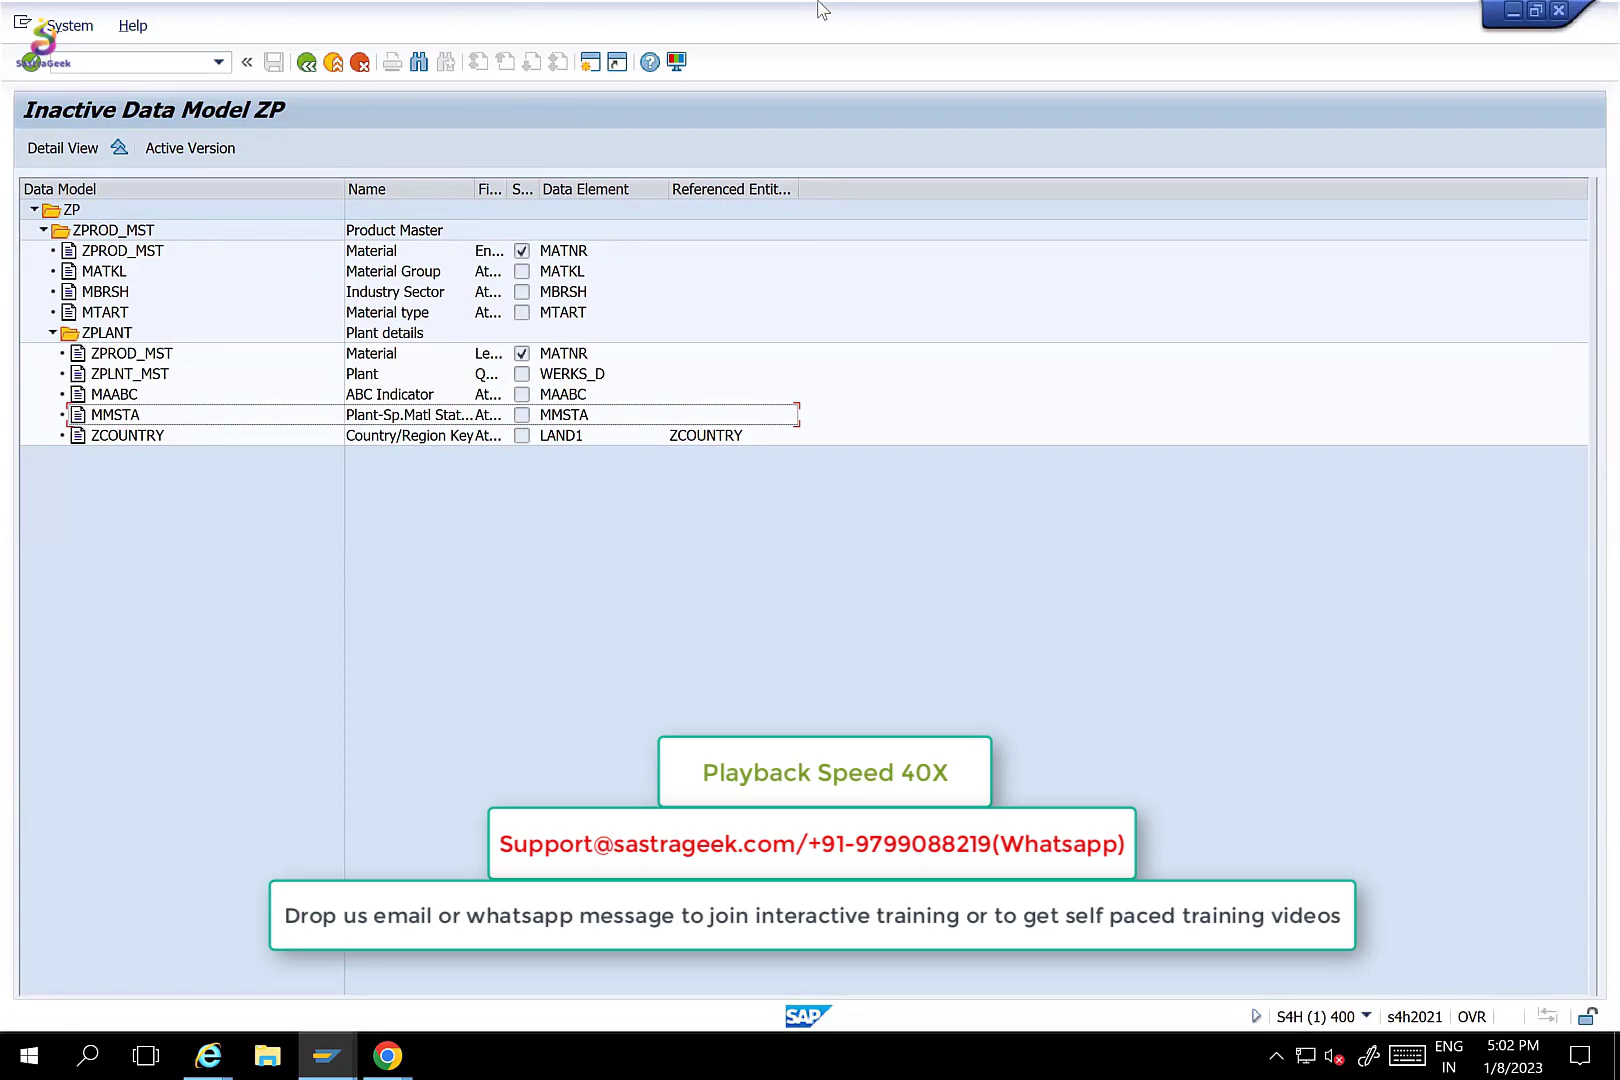 System Help
SastraGeek
Inactive Data Model ZP
Detail View Active Version
Data Model Name Fi... S... Data Element Referenced Entit...
ZP
ZPROD_MST Product Master
ZPROD_MST Material En... MATNR
MATKL Material Group At... MATKL
MBRSH Industry Sector At... MBRSH
MTART Material type At... MTART
ZPLANT Plant details
ZPROD_MST Material Le... MATNR
ZPLNT_MST Plant Q... WERKS_D
MAABC ABC Indicator At... MAABC
MMSTA Plant-Sp.Matl Stat... At... MMSTA
ZCOUNTRY Country/Region Key At... LAND1 ZCOUNTRY
Playback Speed 40X
Support@sastrageek.com/+91-9799088219(Whatsapp)
Drop us email or whatsapp message to join interactive training or to get self paced training videos
SAP S4H (1) 400 s4h2021 OVR
ENG 5:02 PM
IN 1/8/2023